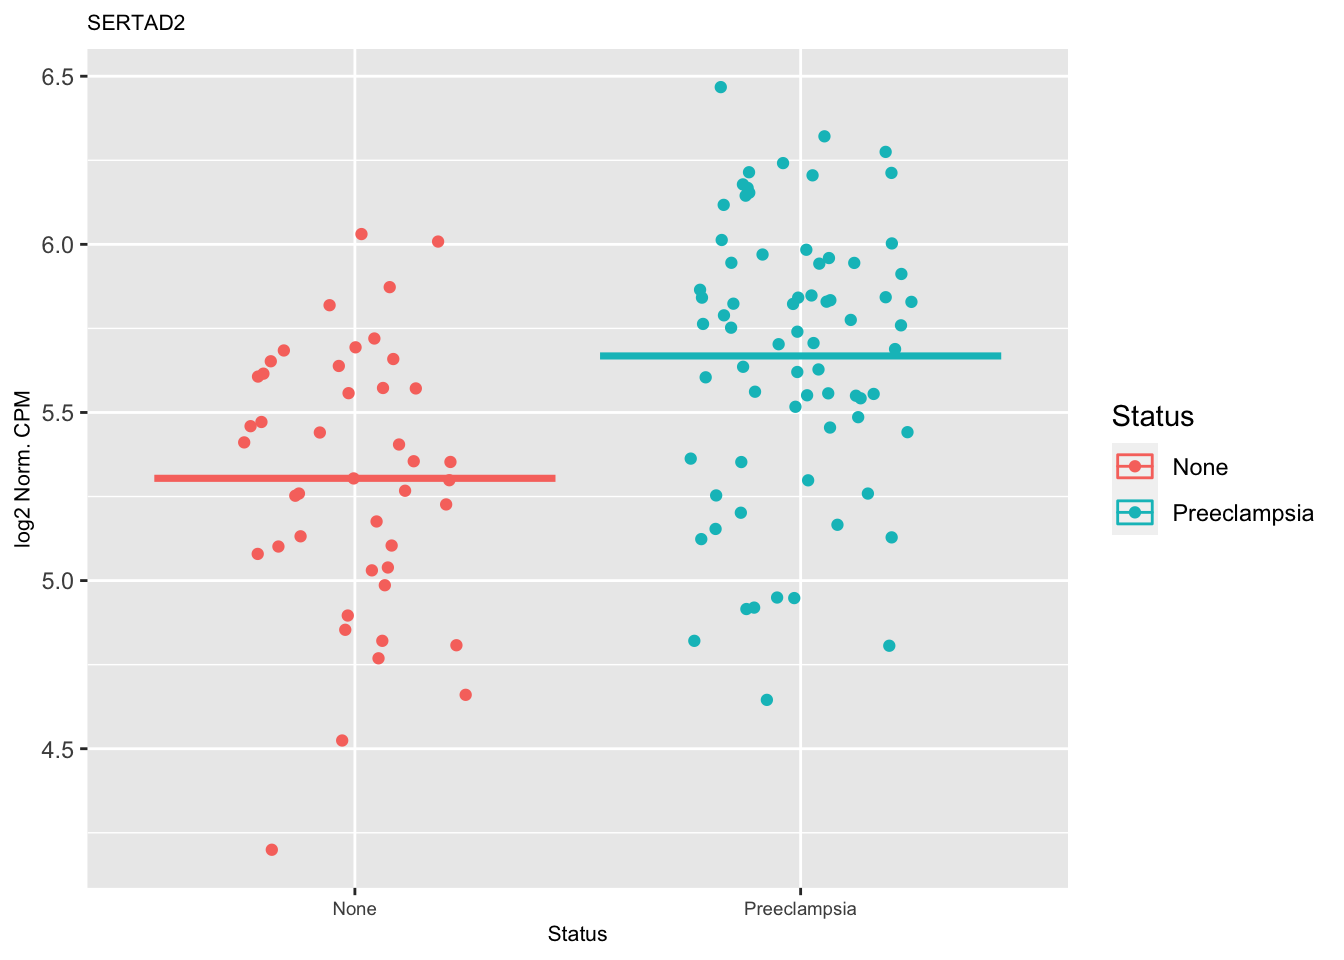 SERTAD2
6.5
6.0
5.5
5.0
4.5
log2 Norm. CPM
None
Preeclampsia
Status
Status
None
Preeclampsia